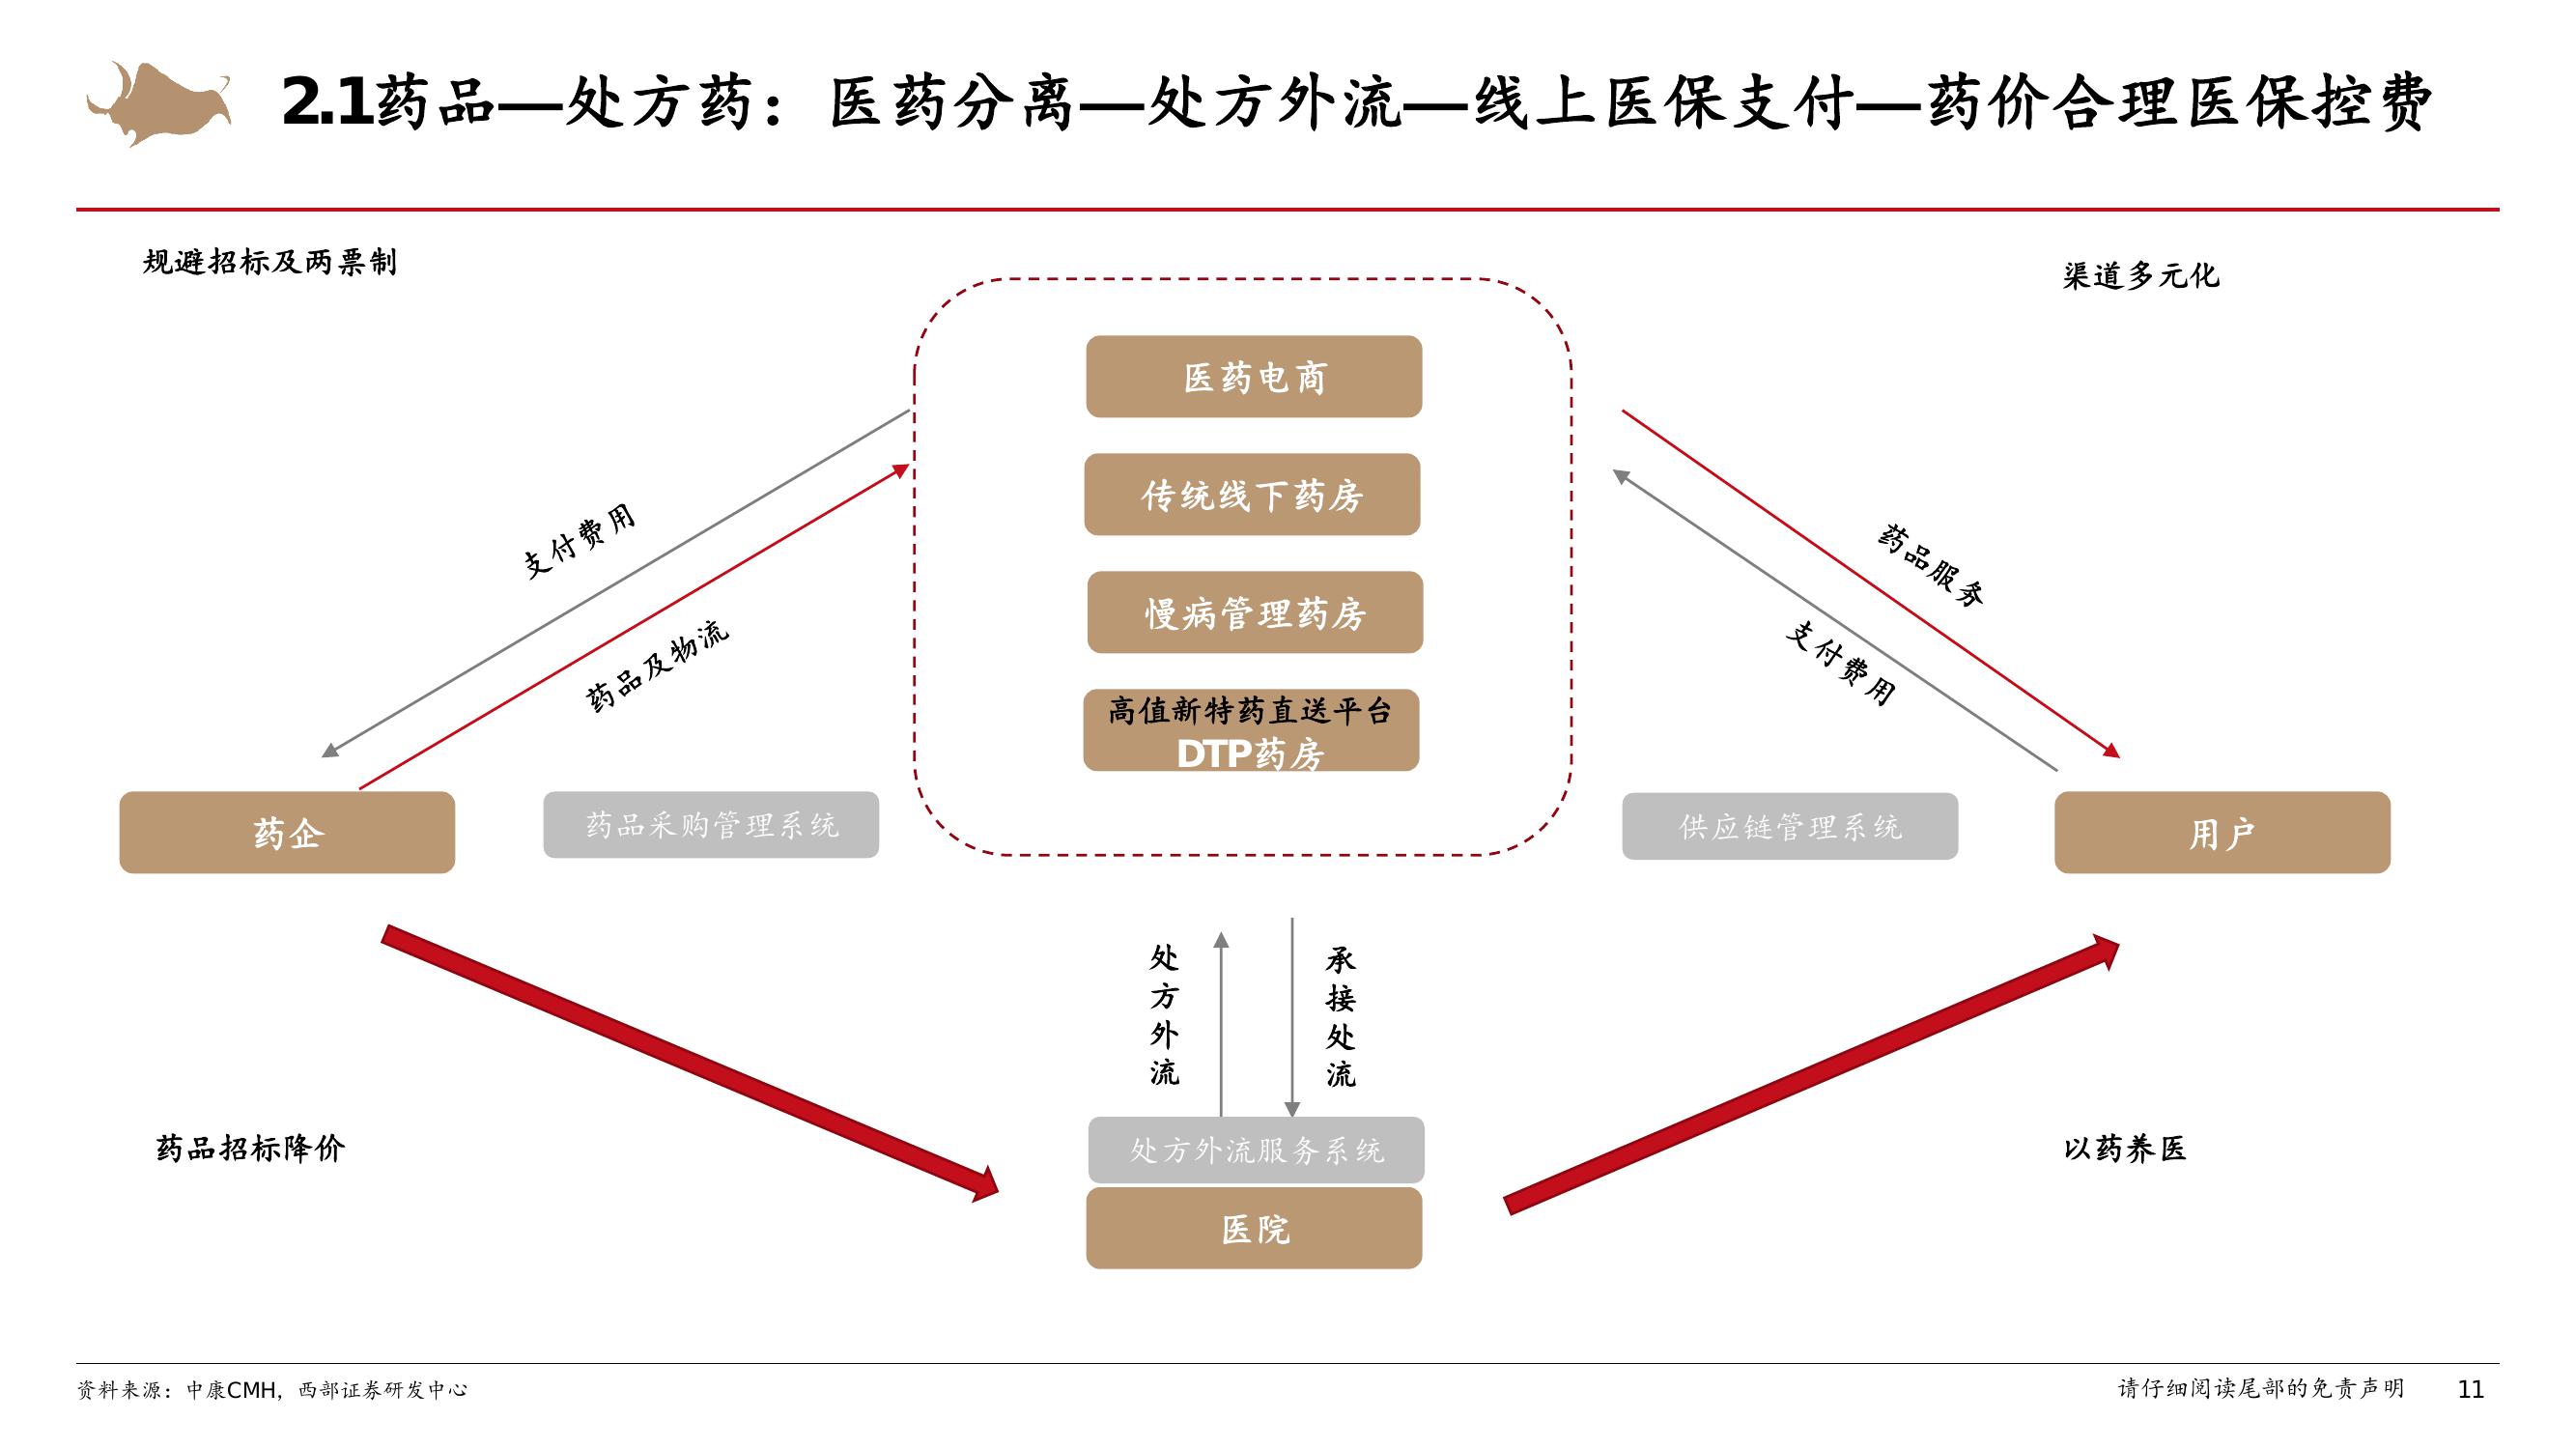 2.1药品—处方药：医药分离—处方外流—线上医保支付—药价合理医保控费
规避招标及两票制
渠道多元化
医药电商
传统线下药房
慢病管理药房
高值新特药直送平台
DTP药房
支付费用
药品及物流
药品服务
支付费用
药企
药品采购管理系统
供应链管理系统
用户
处方外流
承接处流
药品招标降价
以药养医
处方外流服务系统
医院
资料来源：中康CMH，西部证券研发中心
请仔细阅读尾部的免责声明
11